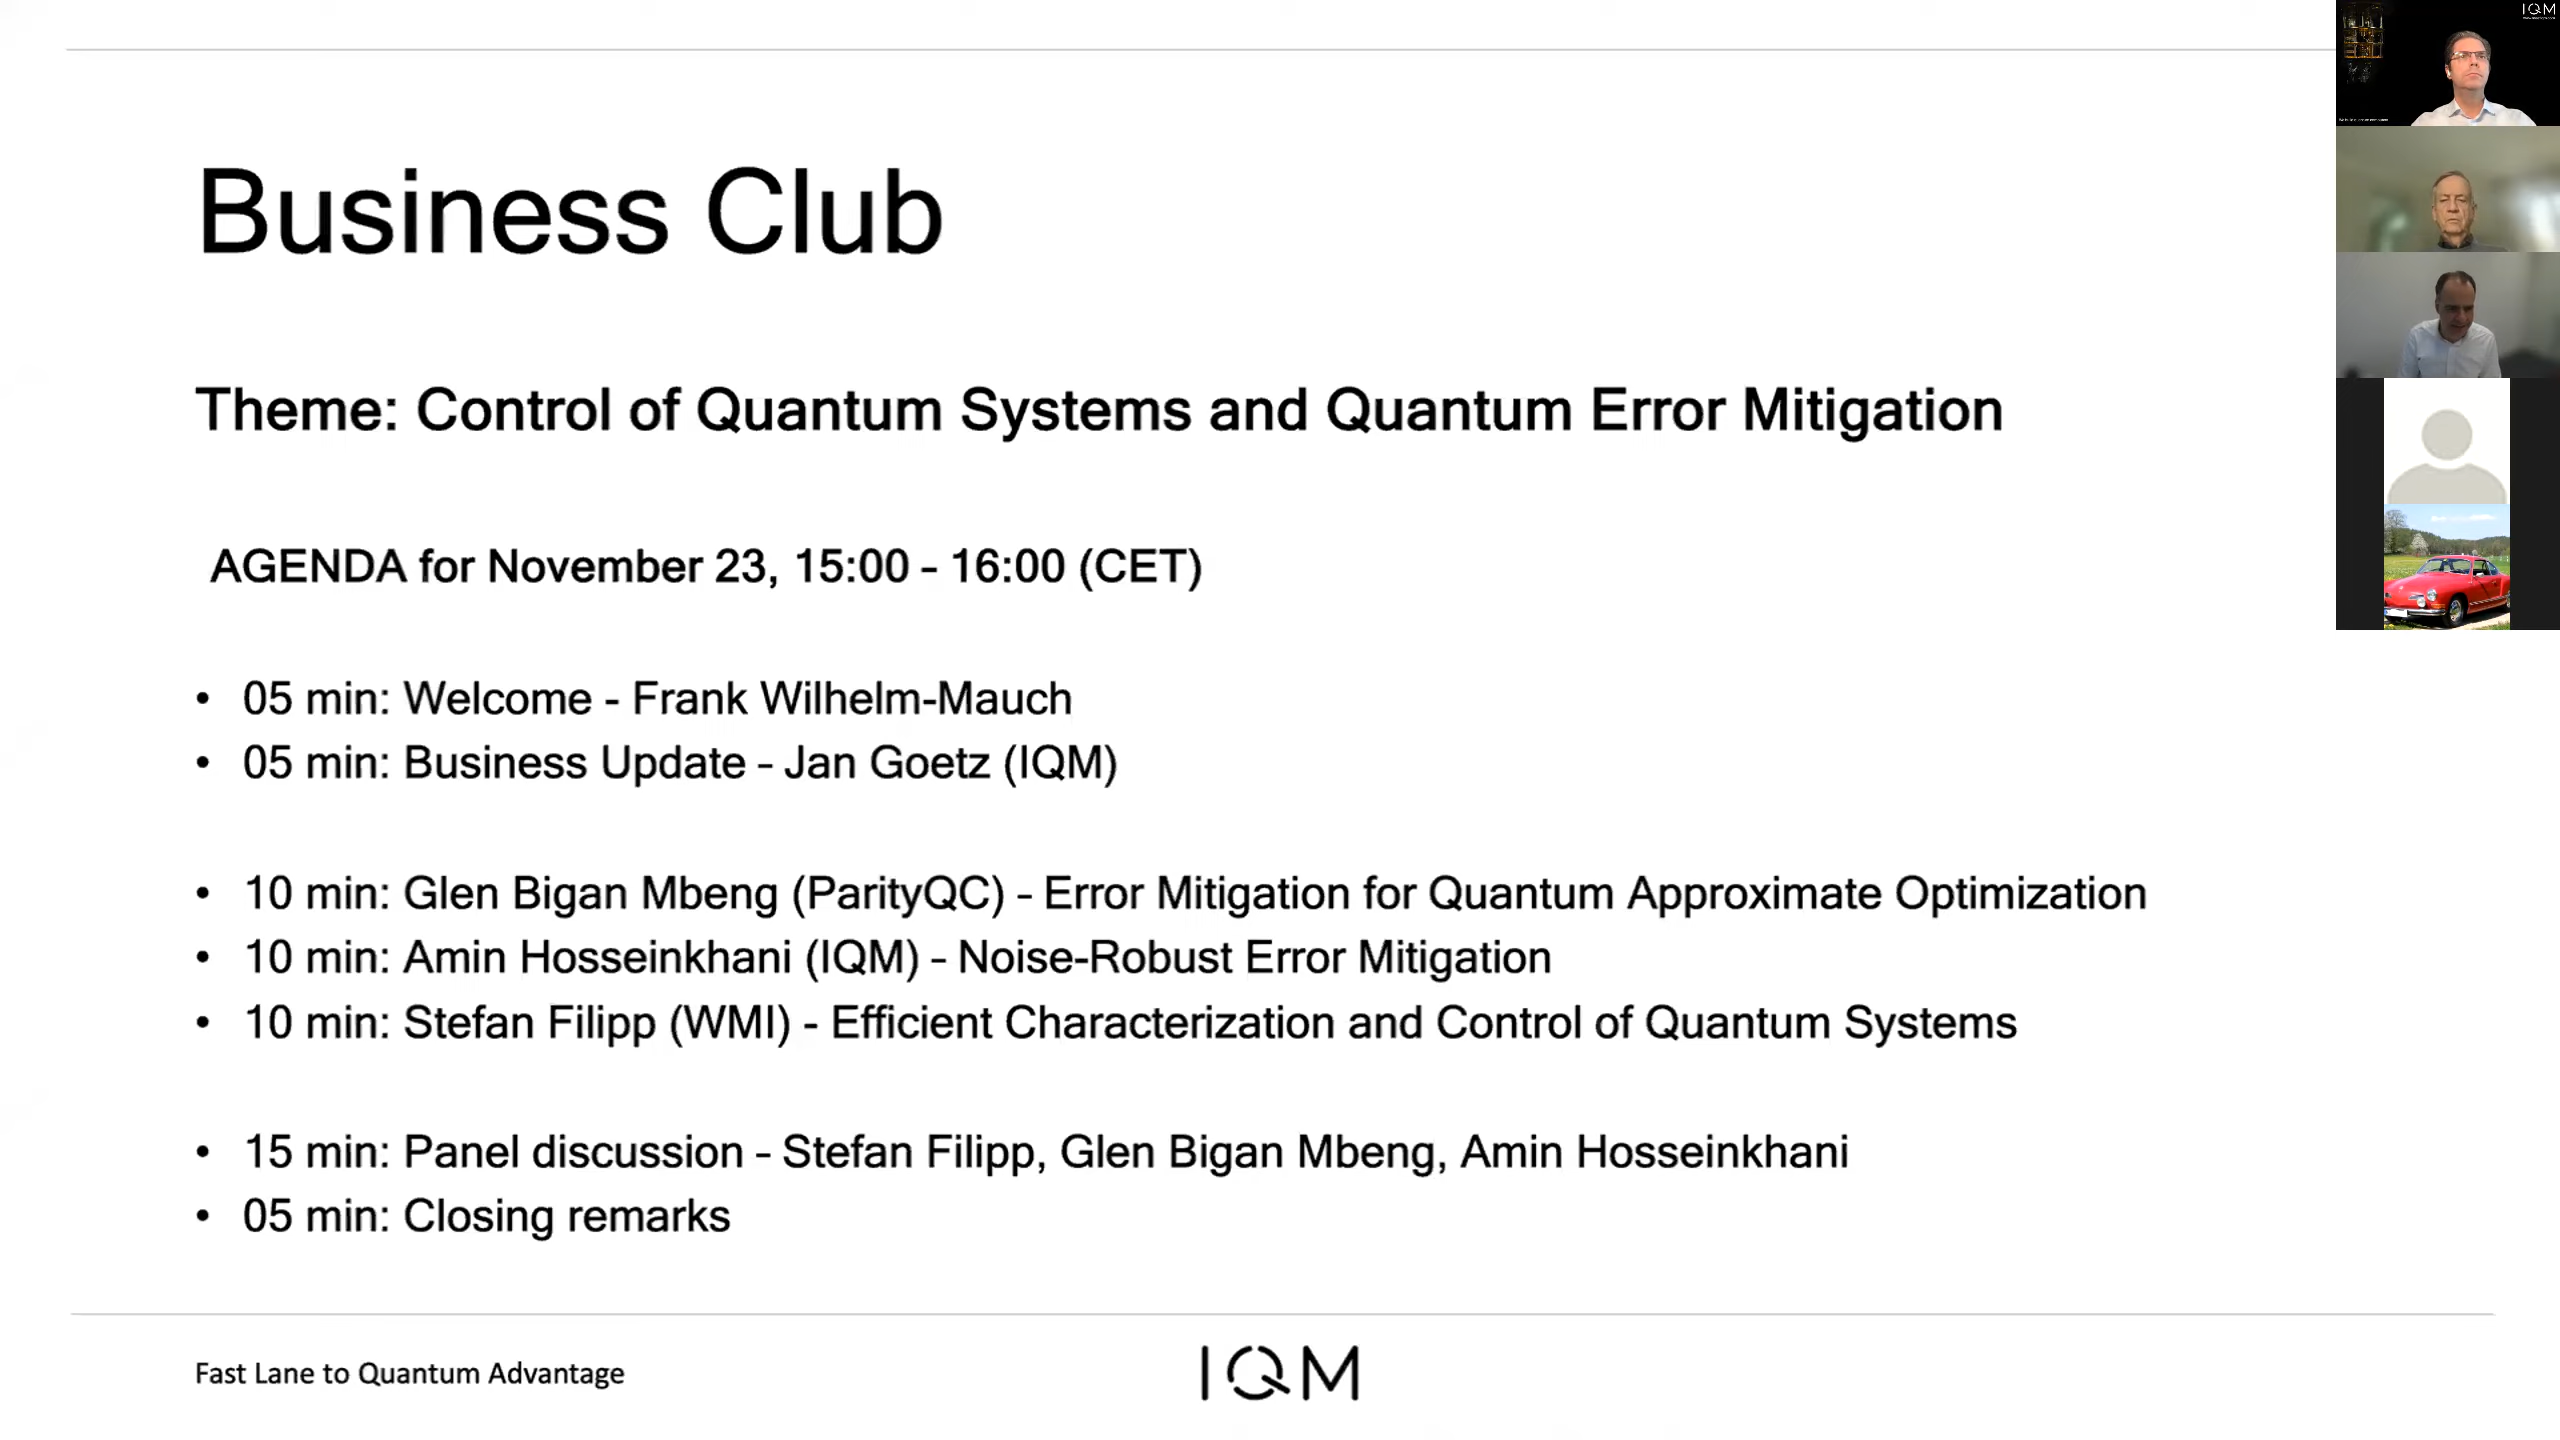 IQM
Business Club
Theme: Control of Quantum Systems and Quantum Error Mitigation
AGENDA for November 23, 15:00 – 16:00 (CET)
• 05 min: Welcome - Frank Wilhelm-Mauch
• 05 min: Business Update – Jan Goetz (IQM)
• 10 min: Glen Bigan Mbeng (ParityQC) – Error Mitigation for Quantum Approximate Optimization
• 10 min: Amin Hosseinkhani (IQM) – Noise-Robust Error Mitigation
• 10 min: Stefan Filipp (WMI) - Efficient Characterization and Control of Quantum Systems
• 15 min: Panel discussion – Stefan Filipp, Glen Bigan Mbeng, Amin Hosseinkhani
• 05 min: Closing remarks
Fast Lane to Quantum Advantage
IQM